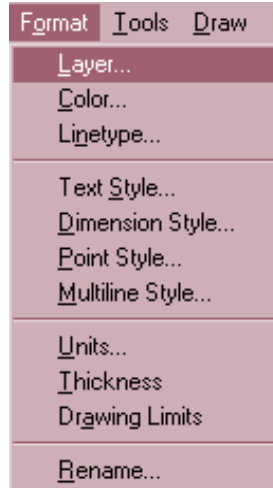 Format Tools Draw
Layer...
Color...
Linetype...
Text Style...
Dimension Style...
Point Style...
Multiline Style...
Units...
Thickness
Drawing Limits
Rename...